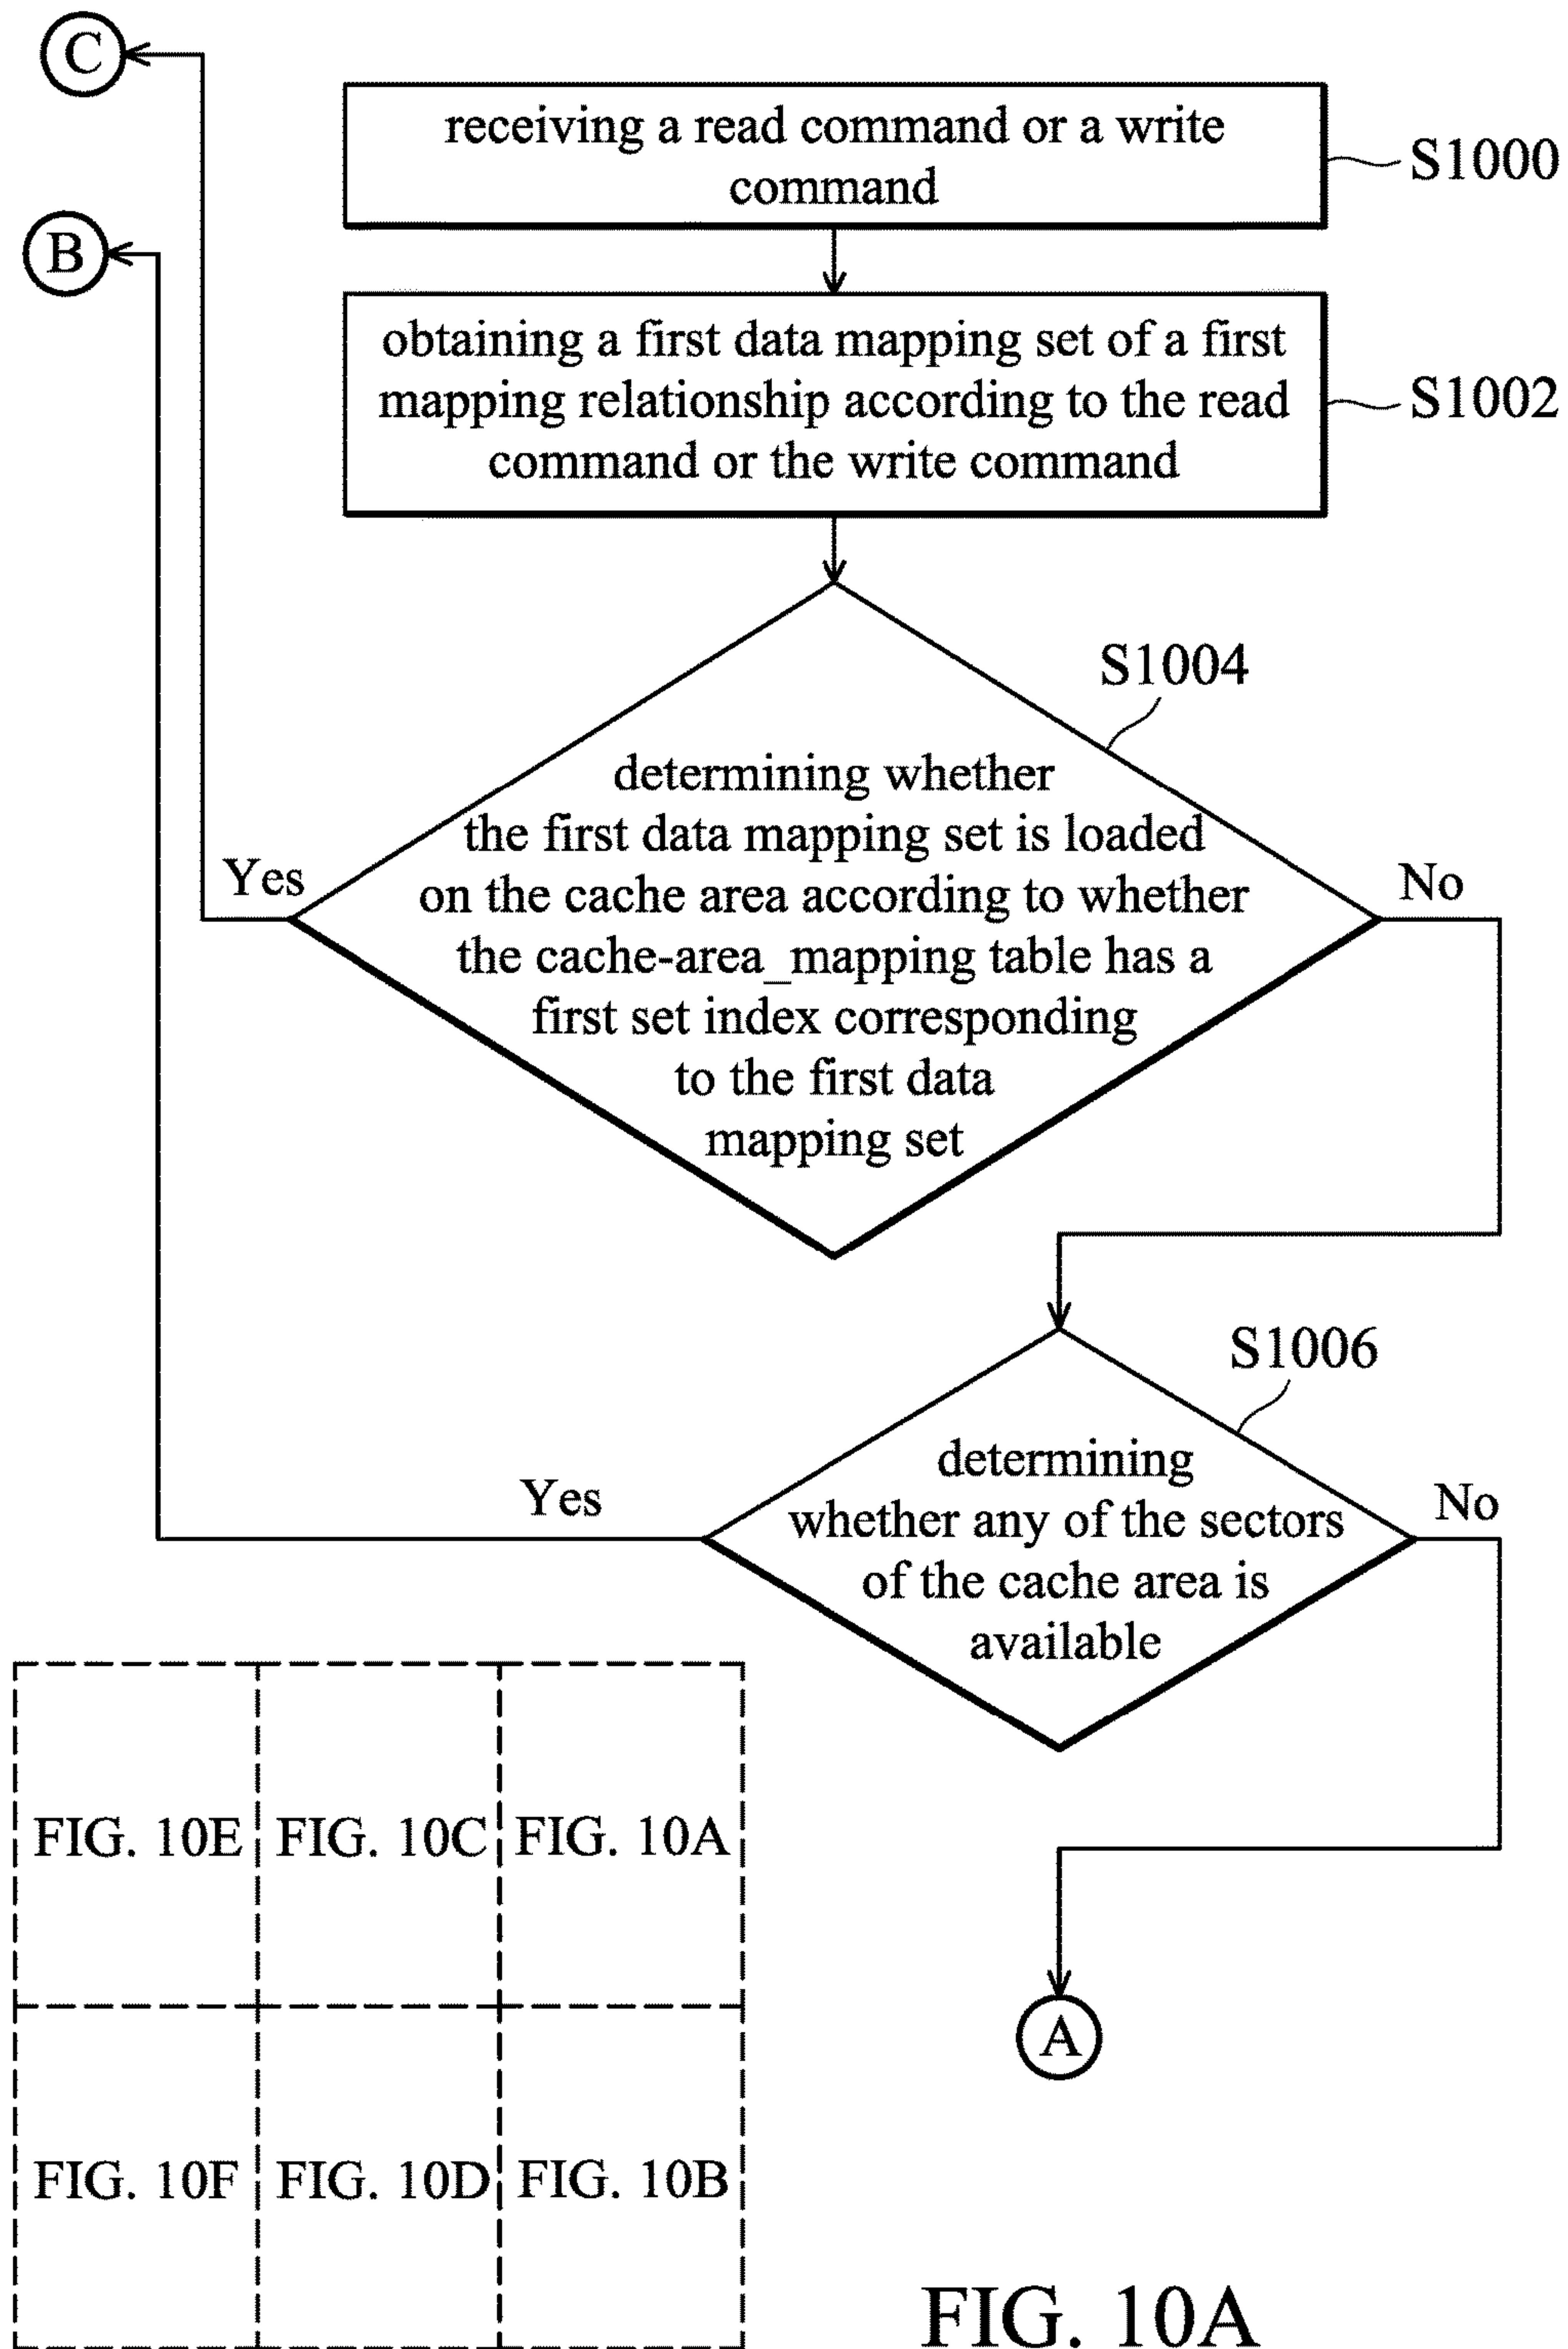 C
receiving a read command or a write
command
S1000
B
obtaining a first data mapping set of a first
mapping relationship according to the read
command or the write command
S1002
S1004
determining whether
the first data mapping set is loaded
on the cache area according to whether
the cache-area_mapping table has a
first set index corresponding
to the first data
mapping set
Yes
No
S1006
determining
whether any of the sectors
of the cache area is
available
Yes
No
FIG. 10E FIG. 10C FIG. 10A
A
FIG. 10F FIG. 10D FIG. 10B
FIG. 10A